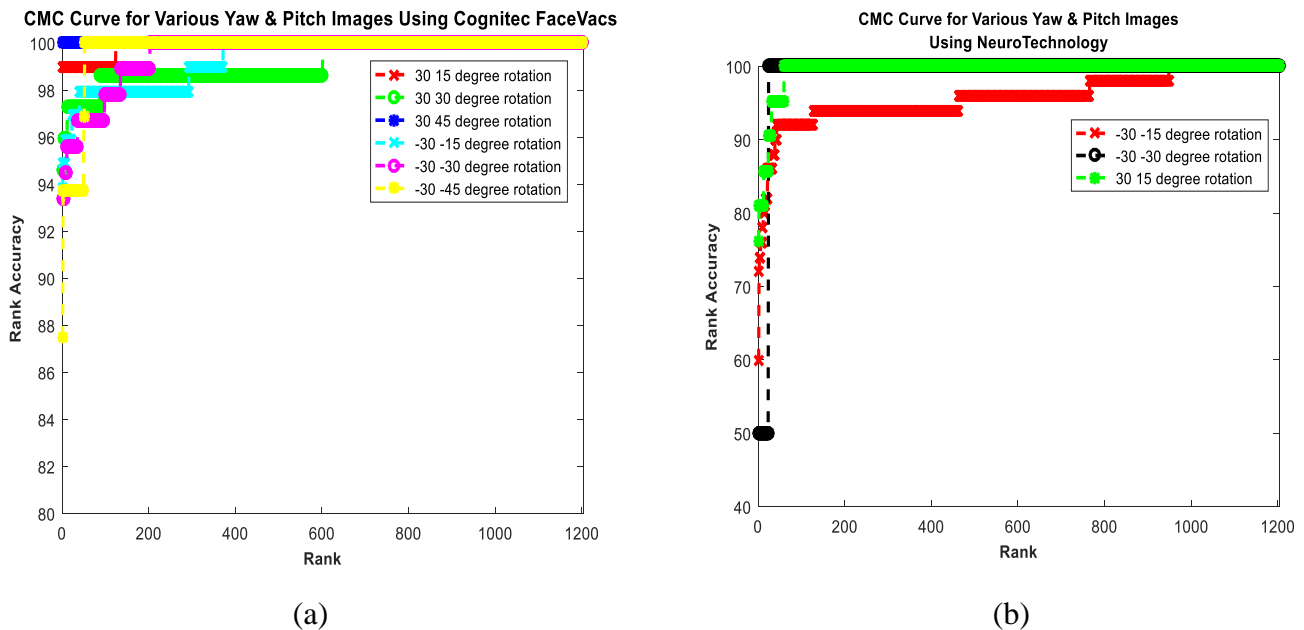 CMC Curve for Various Yaw & Pitch Images Using Cognitec FaceVacs
100
98
96
94
92
90
88
86
84
82
80
0 200 400 600 800 1000 1200
Rank Accuracy
Rank
30 15 degree rotation
30 30 degree rotation
30 45 degree rotation
-30 -15 degree rotation
-30 -30 degree rotation
-30 -45 degree rotation
(a)
CMC Curve for Various Yaw & Pitch Images
Using NeuroTechnology
100
90
80
70
60
50
40
0 200 400 600 800 1000 1200
Rank Accuracy
Rank
-30 -15 degree rotation
-30 -30 degree rotation
30 15 degree rotation
(b)